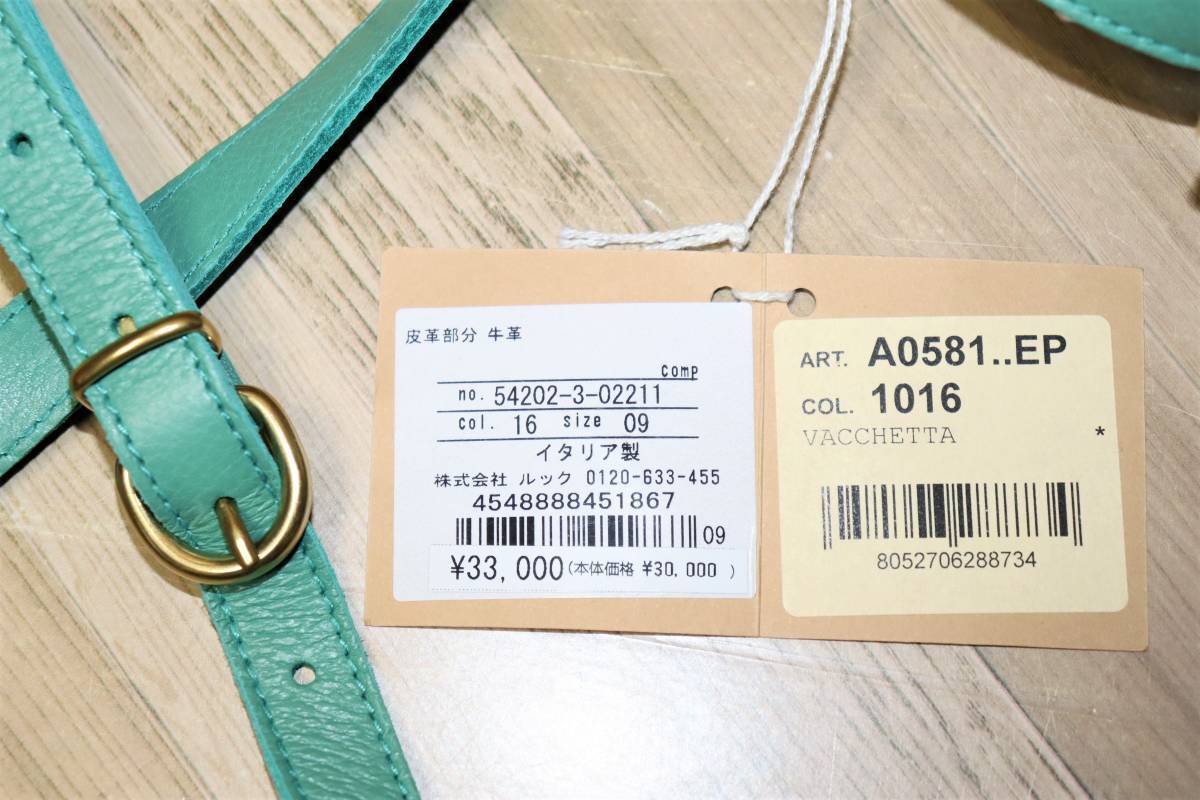 皮革部分 牛革
Comp
no. 54202-3-02211
col. 16 size 09
イタリア製
株式会社 ルック 0120-633-455
4548888451867
09
¥33,000(本体価格 ¥30,000 )
ART. A0581..EP
COL. 1016
VACCHETTA *
8052706288734